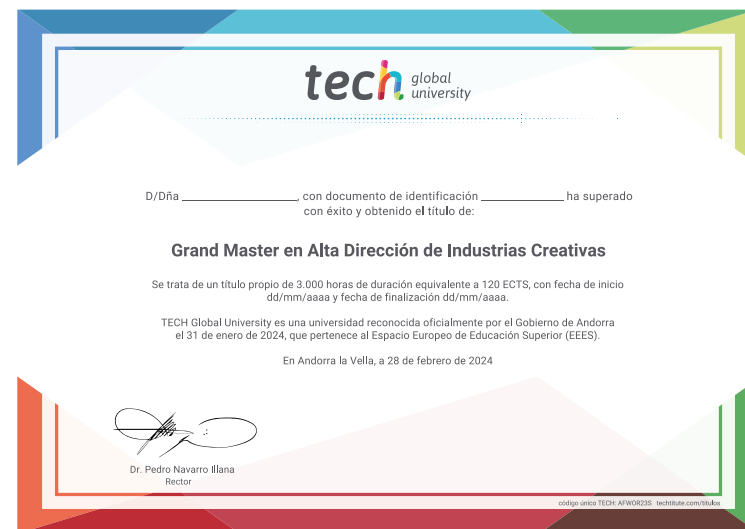 tech global university
D/Dña ____________________, con documento de identificación ______________ ha superado
con éxito y obtenido el título de:
Grand Master en Alta Dirección de Industrias Creativas
Se trata de un título propio de 3.000 horas de duración equivalente a 120 ECTS, con fecha de inicio
dd/mm/aaaa y fecha de finalización dd/mm/aaaa.
TECH Global University es una universidad reconocida oficialmente por el Gobierno de Andorra
el 31 de enero de 2024, que pertenece al Espacio Europeo de Educación Superior (EEES).
En Andorra la Vella, a 28 de febrero de 2024
Dr. Pedro Navarro Illana
Rector
código único TECH: AFWOR23S techtitute.com/titulos